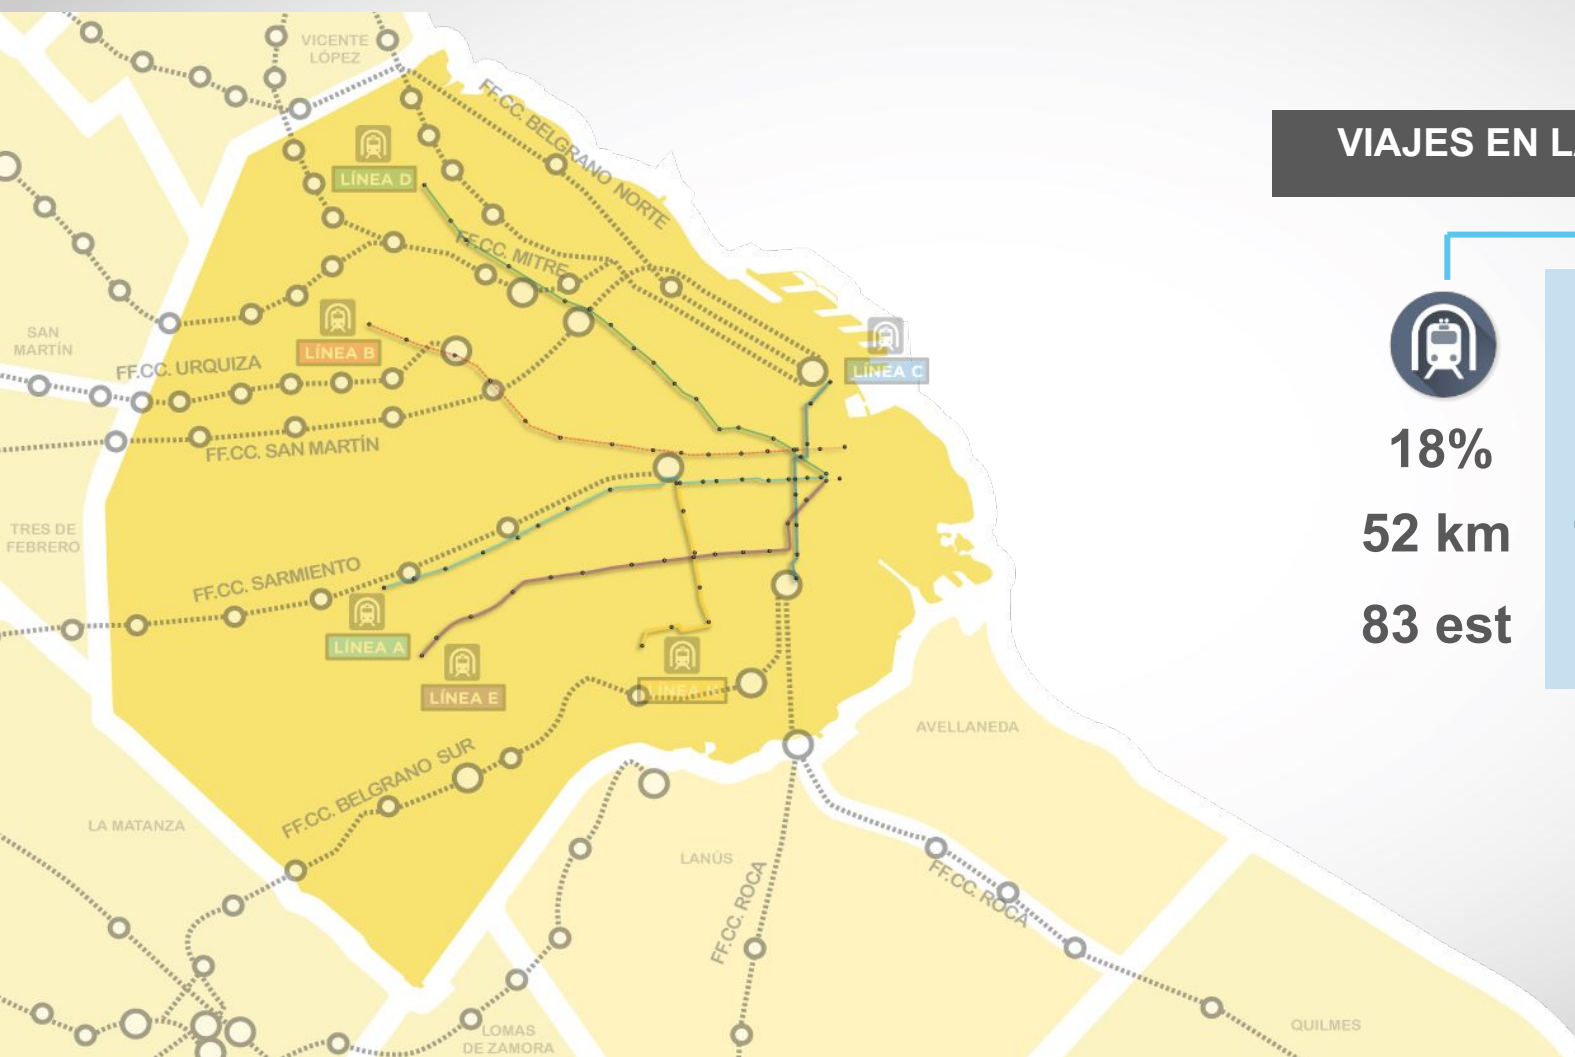 VICENTE
LÓPEZ
FF.CC. BELGRANO NORTE
LÍNEA D
FF.CC. MITRE
SAN
MARTÍN
LÍNEA B
FF.CC. URQUIZA
LÍNEA C
FF.CC. SAN MARTÍN
TRES DE
FEBRERO
FF.CC. SARMIENTO
LÍNEA A
LÍNEA E
LÍNEA
FF.CC. BELGRANO SUR
AVELLANEDA
LA MATANZA
LANÚS
FF.CC. ROCA
FF.CC. ROCA
QUILMES
LOMAS
DE ZAMORA
VIAJES EN
18%
52 km
83 est